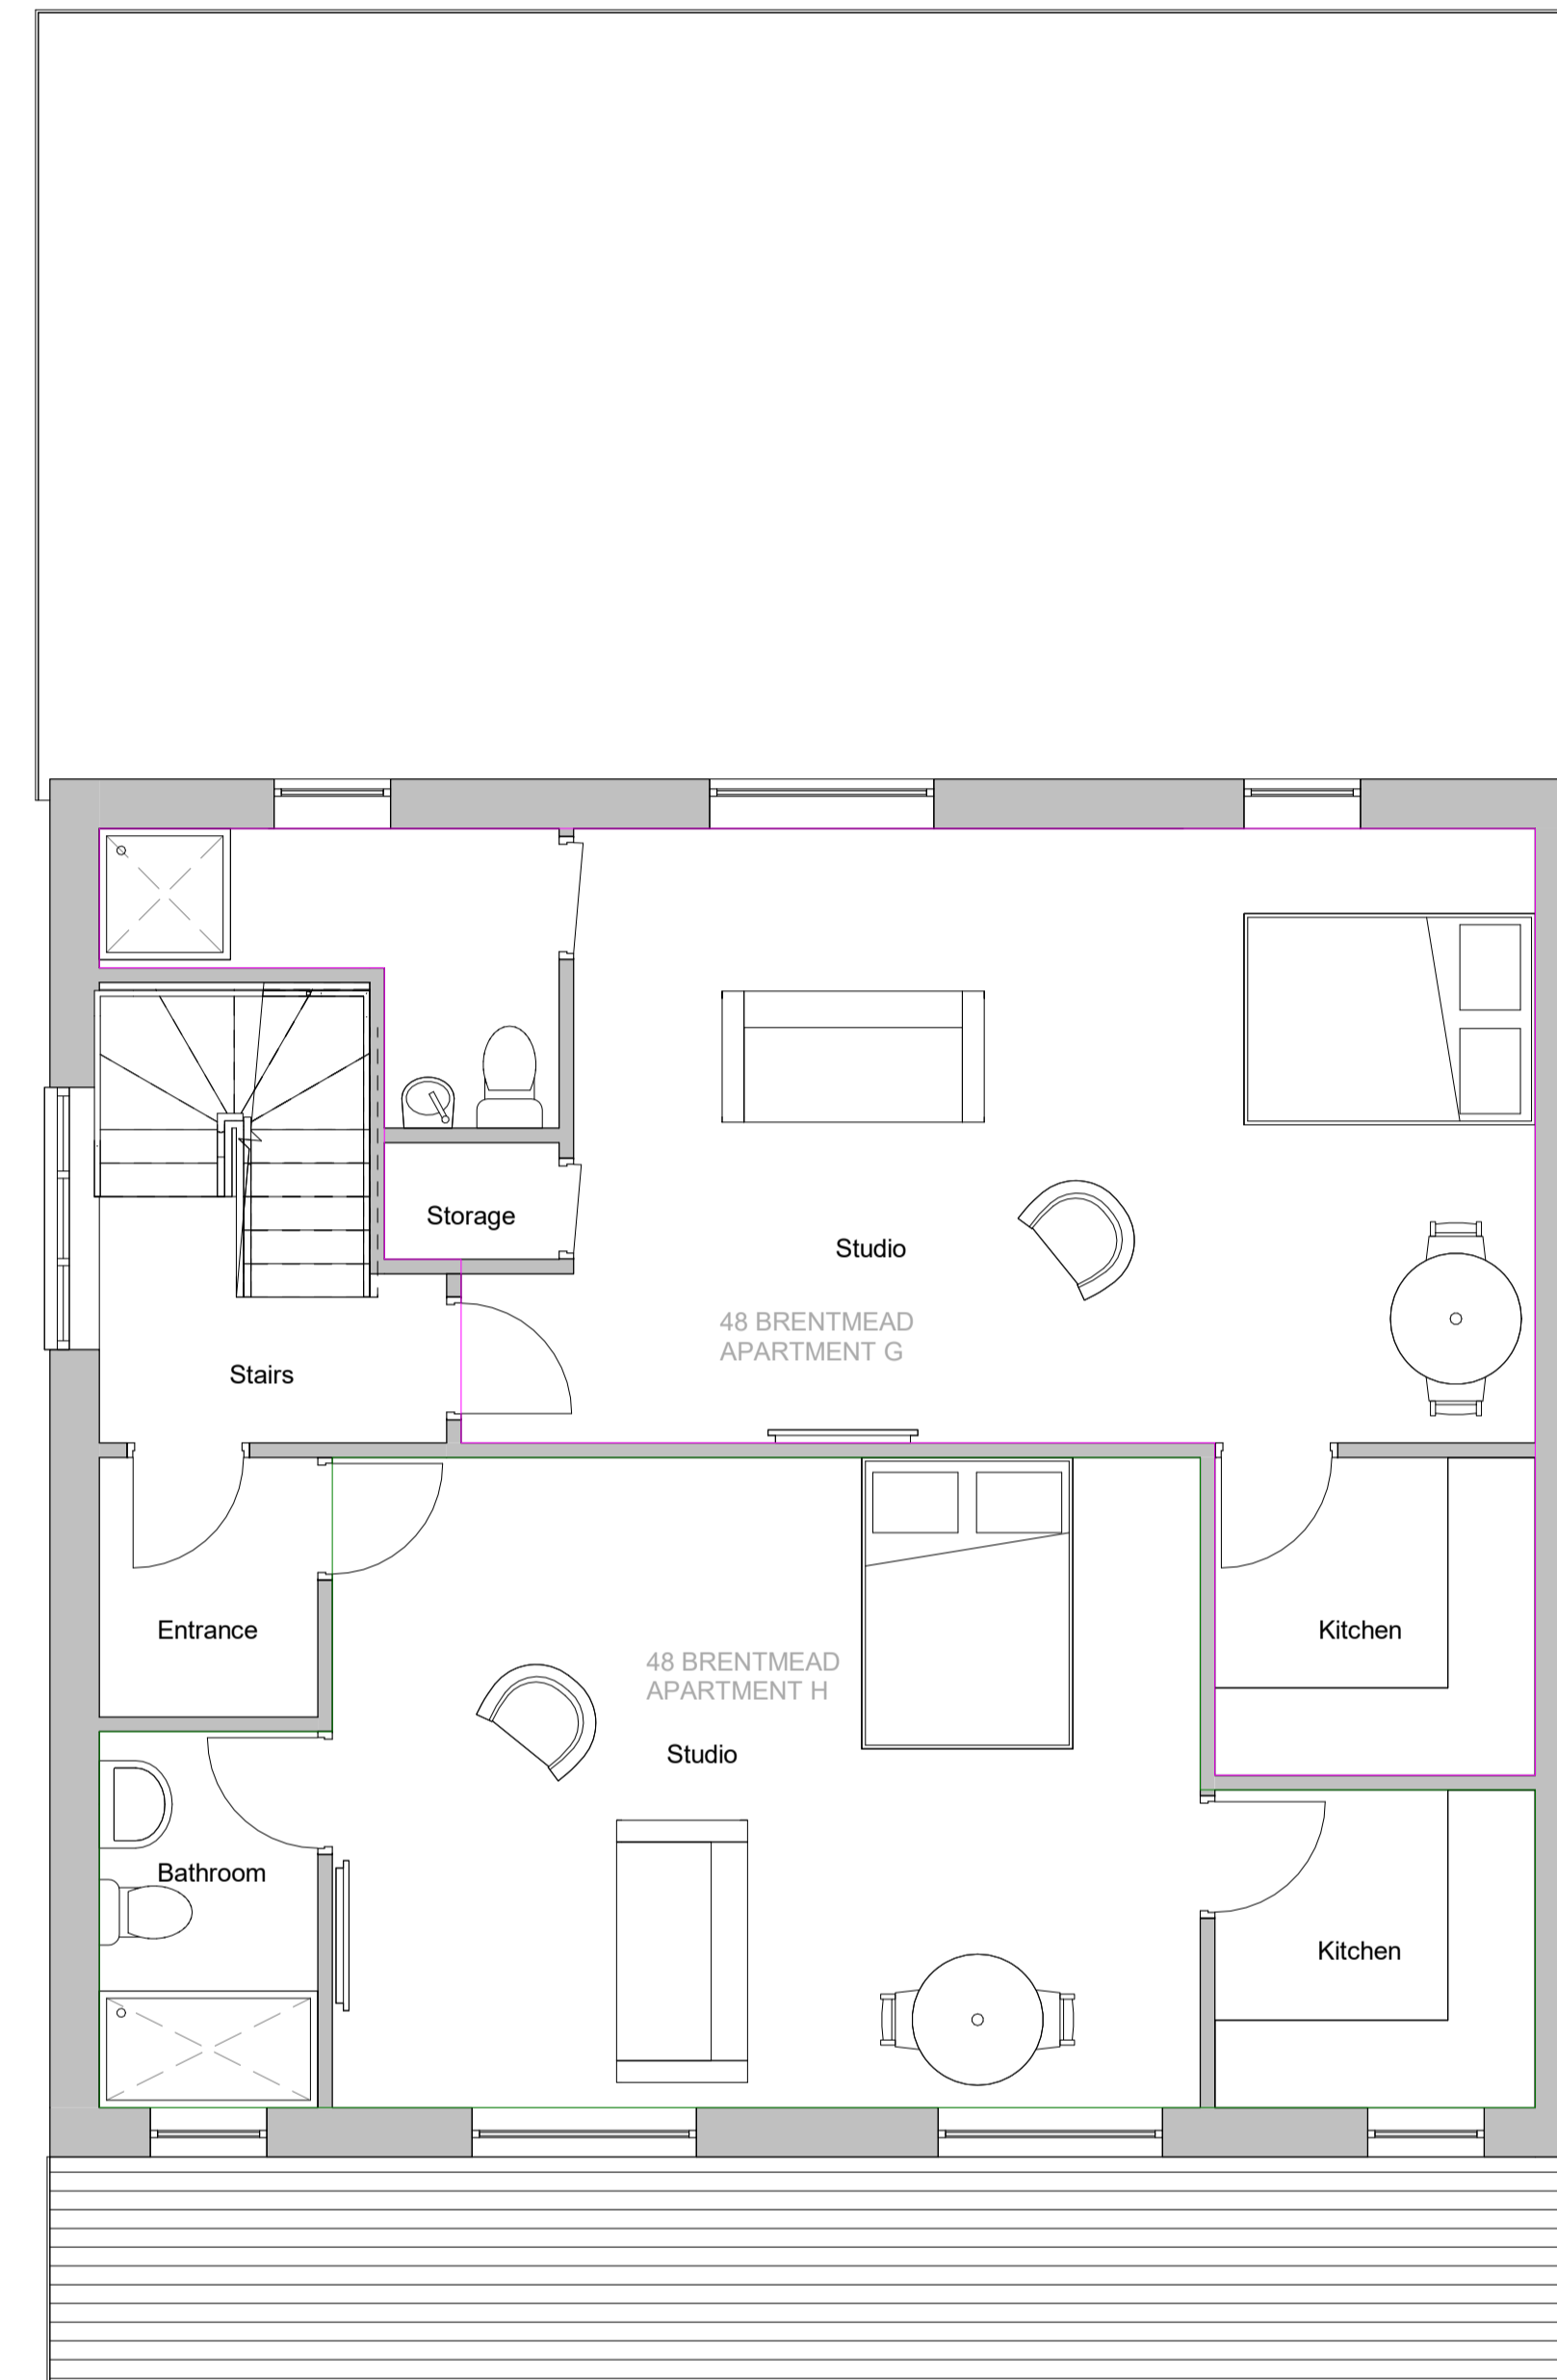 Storage
Studio
48 BRENTMEAD
APARTMENT G
Stairs
Entrance
Kitchen
48 BRENTMEAD
APARTMENT H
Studio
Bathroom
Kitchen